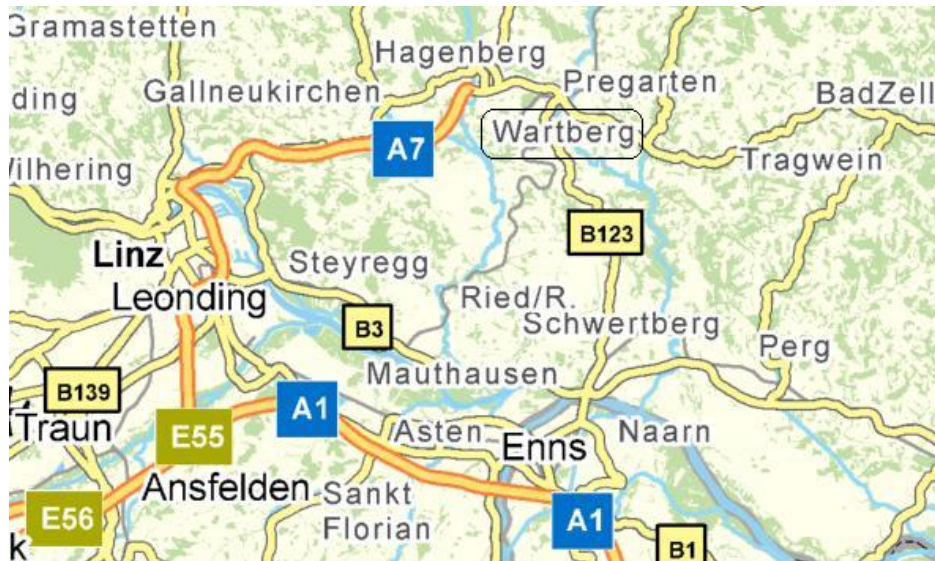 Gramastetten
Hagenberg
Pregarten
ding
Gallneukirchen
BadZell
A7
Wartberg
Wilhering
Tragwein
B123
Linz
Steyregg
Leonding
Ried/R.
B3
Schwertberg
Perg
Mauthausen
B139
A1
Traun
E55
Asten
Enns
Naarn
Ansfelden
Sankt
Florian
E56
A1
k
B1